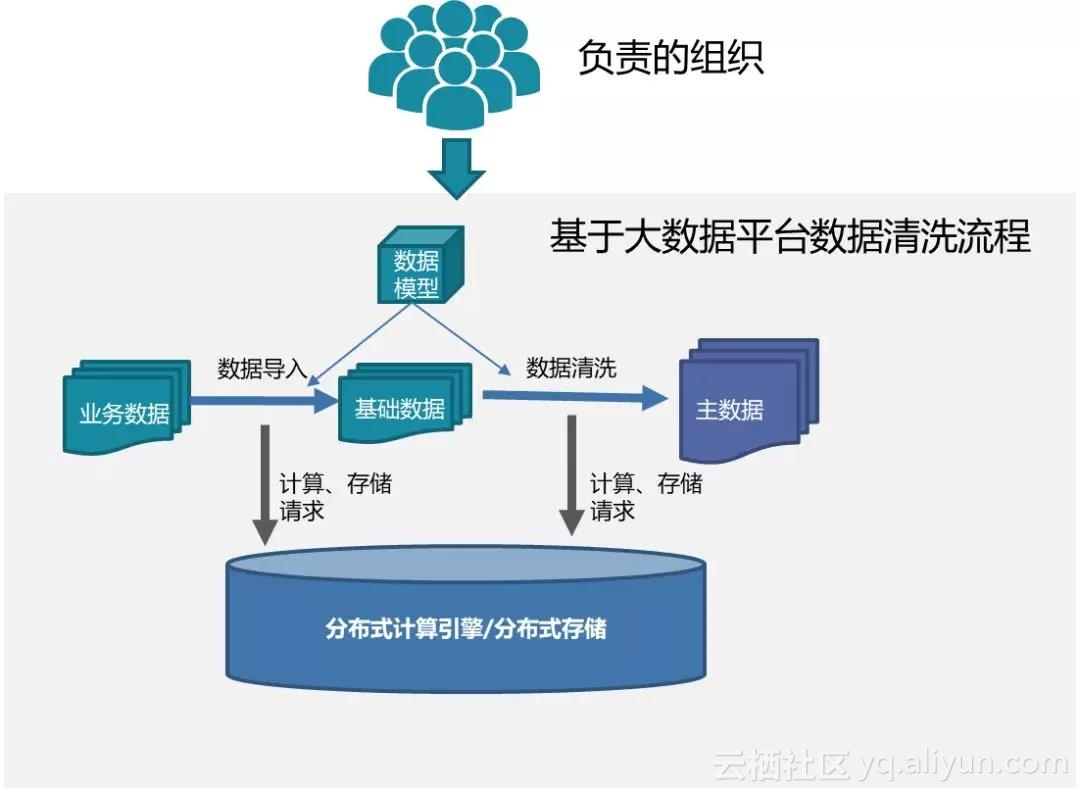 负责的组织
基于大数据平台数据清洗流程
数据
模型
数据导入
数据清洗
业务数据
基础数据
主数据
计算、存储
请求
计算、存储
请求
分布式计算引擎/分布式存储
云栖社区 yq.aliyun.com